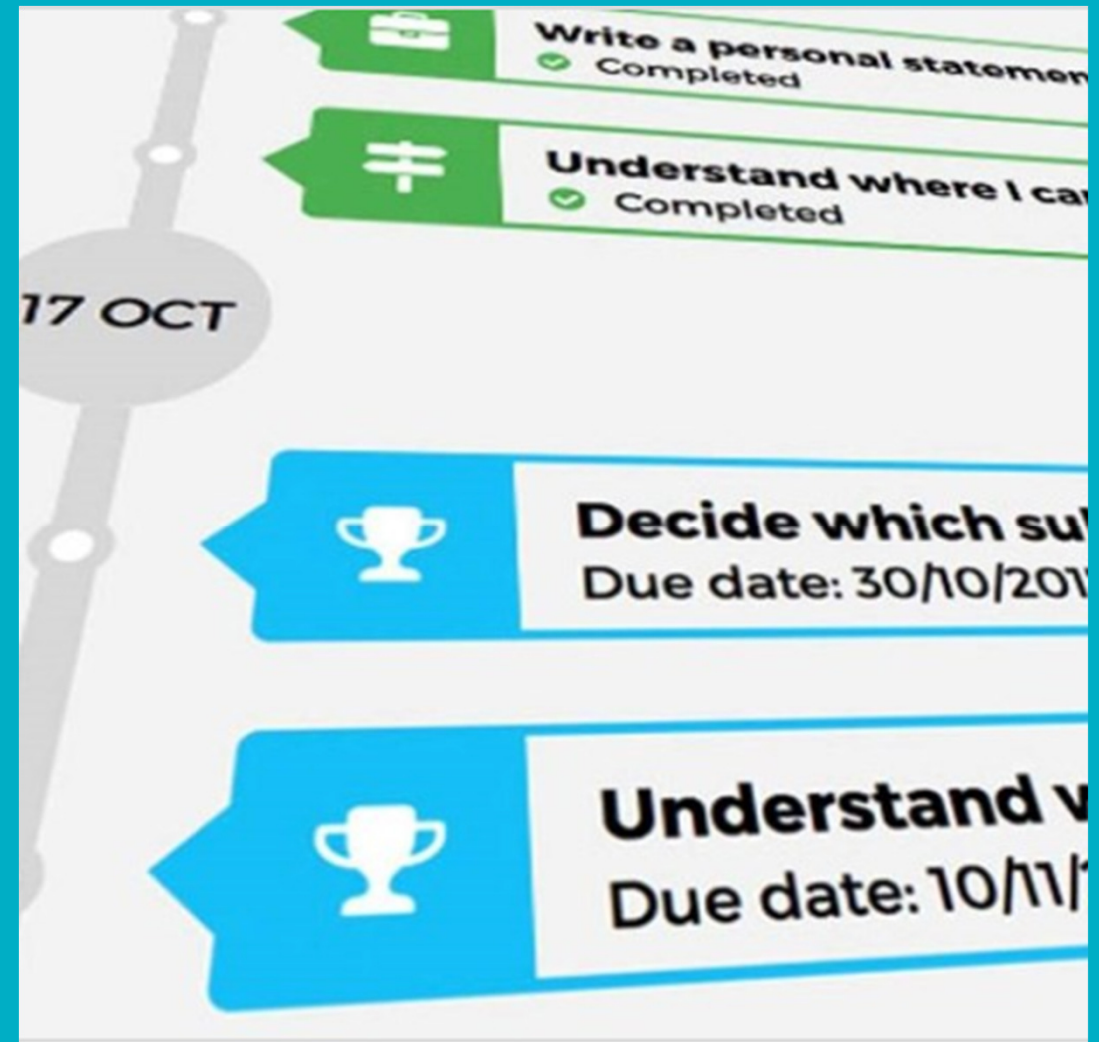 Write a personal statemen
Completed
Understand where I ca
Completed
17 OCT
Decide which su
Due date: 30/10/201
Understand
Due date: 10/11/